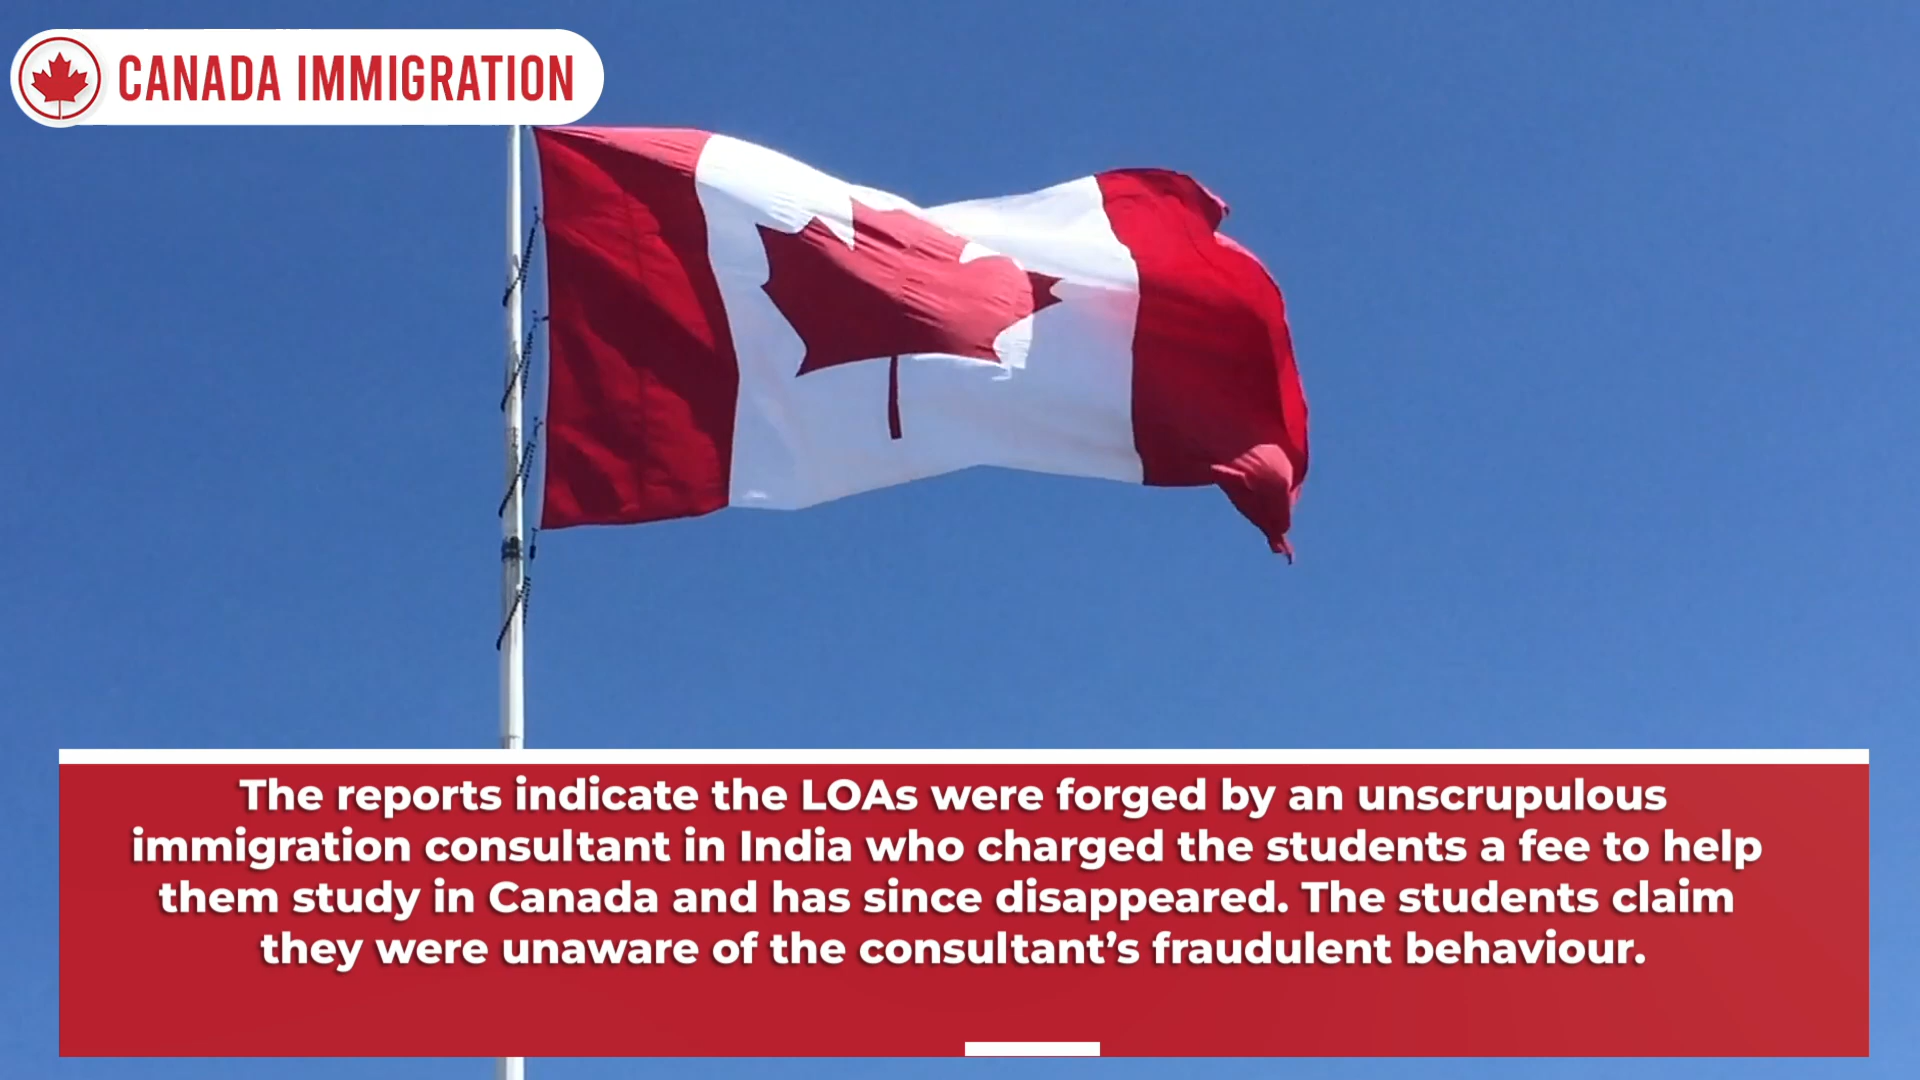 CANADA IMMIGRATION
The reports indicate the LOAs were forged by an unscrupulous
immigration consultant in India who charged the students a fee to help
them study in Canada and has since disappeared. The students claim
they were unaware of the consultant’s fraudulent behaviour.